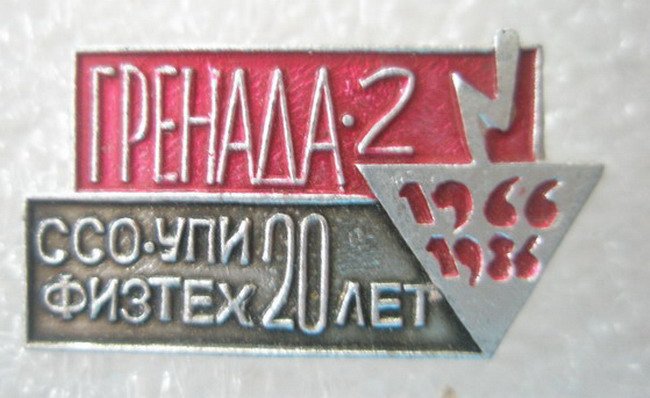 ГРЕНАДА·2
1966
1986
ССО·УПИ
ФИЗТЕХ 20 ЛЕТ